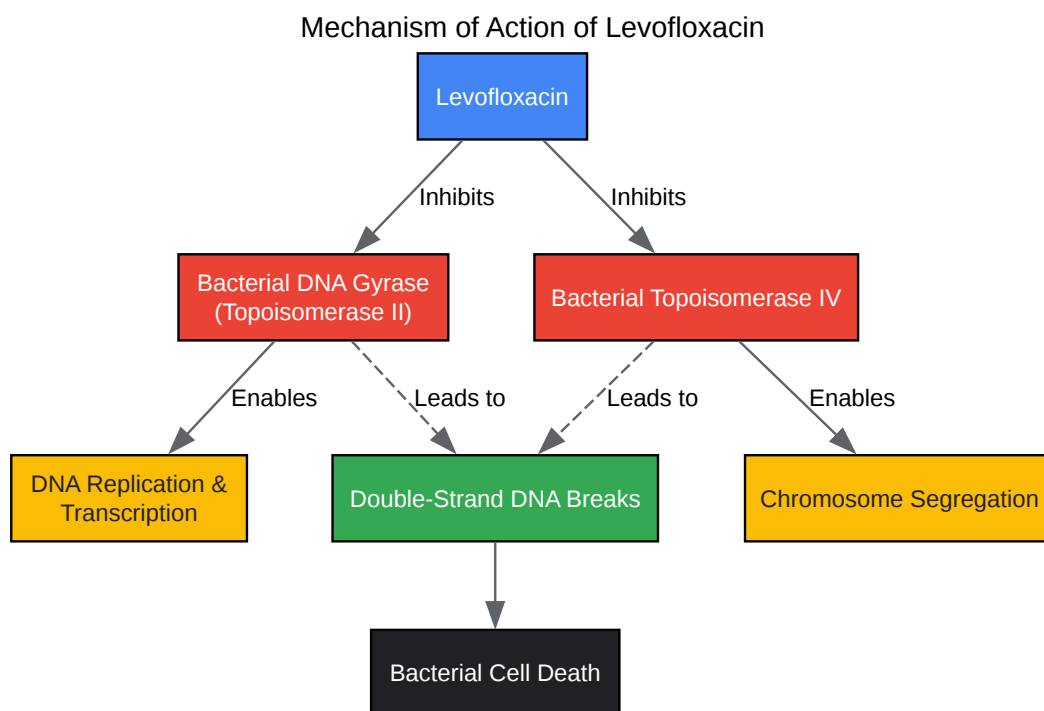 Mechanism of Action of Levofloxacin
Levofloxacin
Inhibits
Inhibits
Bacterial DNA Gyrase
(Topoisomerase II)
Bacterial Topoisomerase IV
Enables
Leads to
Leads to
Enables
DNA Replication &
Transcription
Double-Strand DNA Breaks
Chromosome Segregation
Bacterial Cell Death